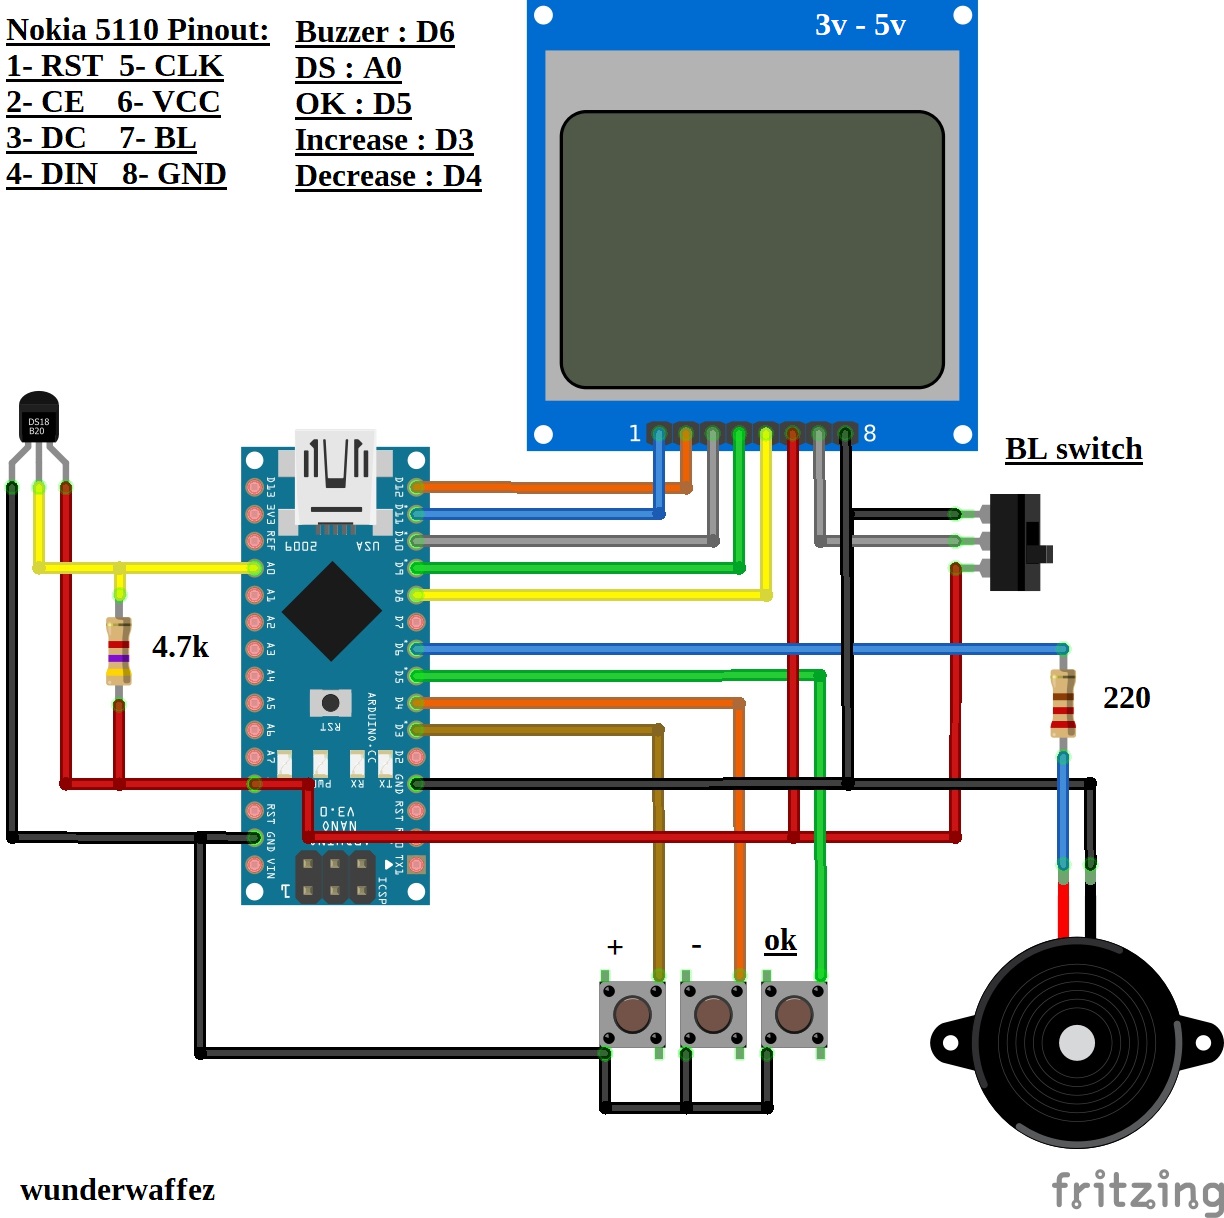 Nokia 5110 Pinout:
1- RST 5- CLK
2- CE 6- VCC
3- DC 7- BL
4- DIN 8- GND
Buzzer : D6
DS : A0
OK : D5
Increase : D3
Decrease : D4
3v - 5v
1
8
BL switch
DS18
B20
4.7k
220
D13
3V3
REF
A0
A1
A2
A3
A4
A5
A6
A7
RST
GND
VIN
D12
D11
D10
D9
D8
D7
D6
D5
D4
D3
D2
GND
RST
TX1
2009
USA
RST
ARDUINO.CC
RX
TX
V3.0
NANO
ICSP
1
+
-
ok
wunderwaffez
fritzing